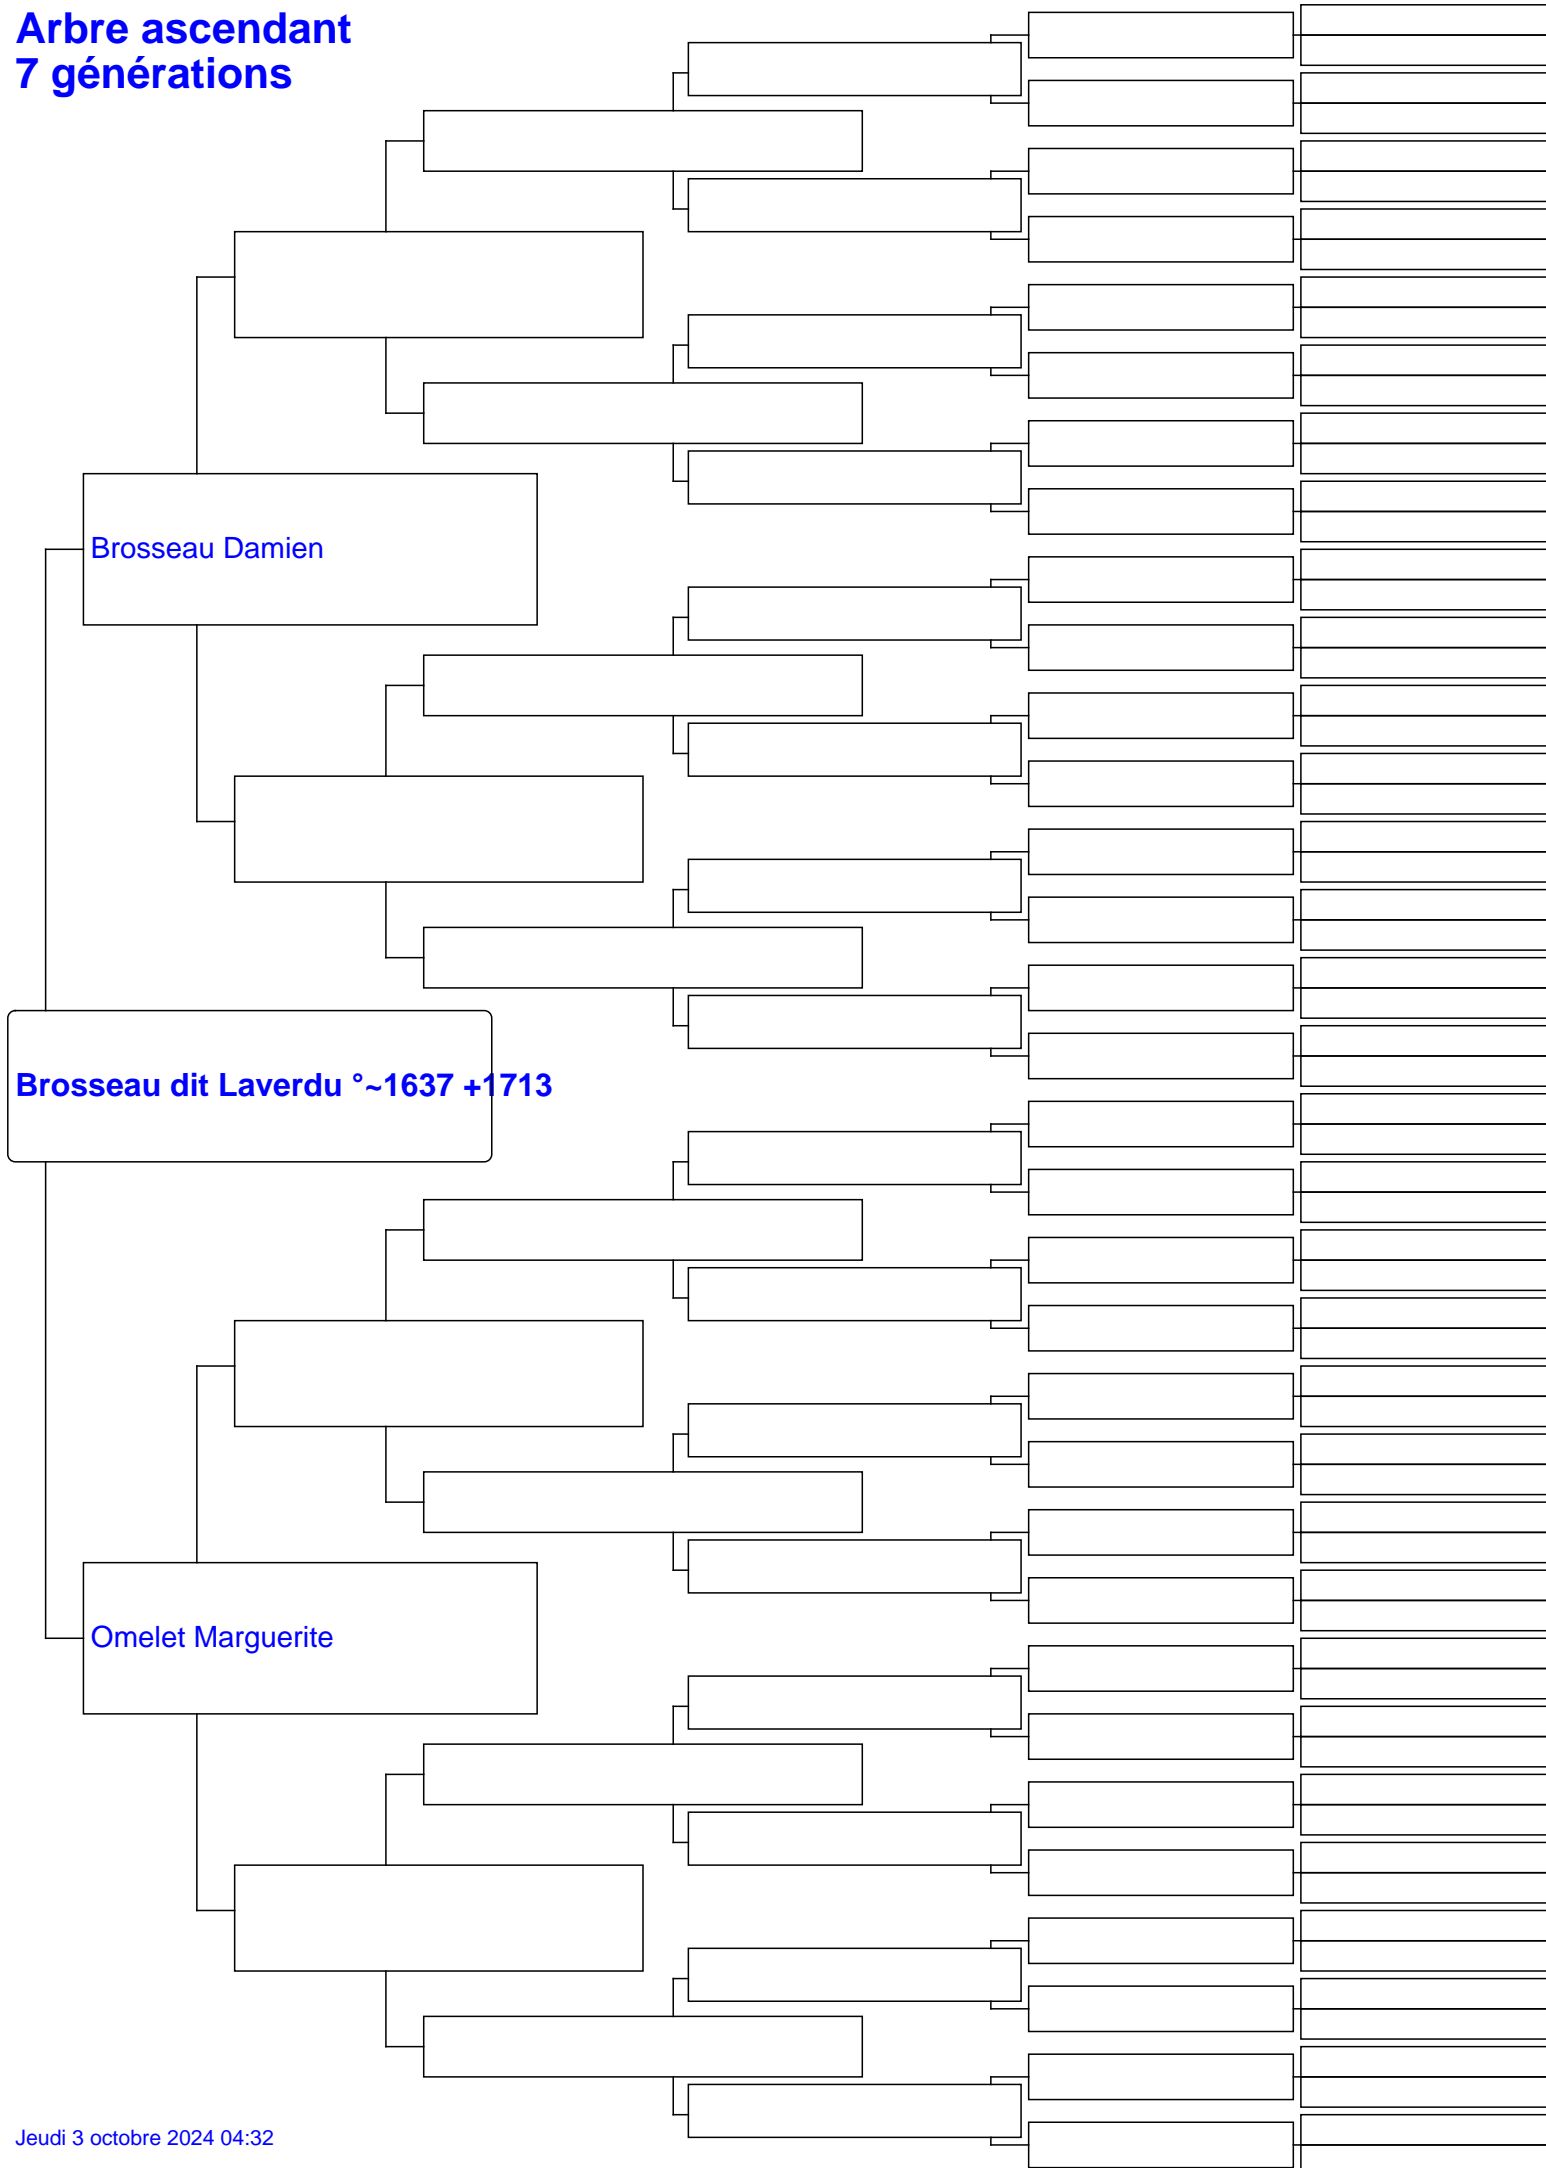 Arbre ascendant
7 générations
Brosseau Damien
Brosseau dit Laverdu °~1637 +1713
Omelet Marguerite
Jeudi 3 octobre 2024 04:32